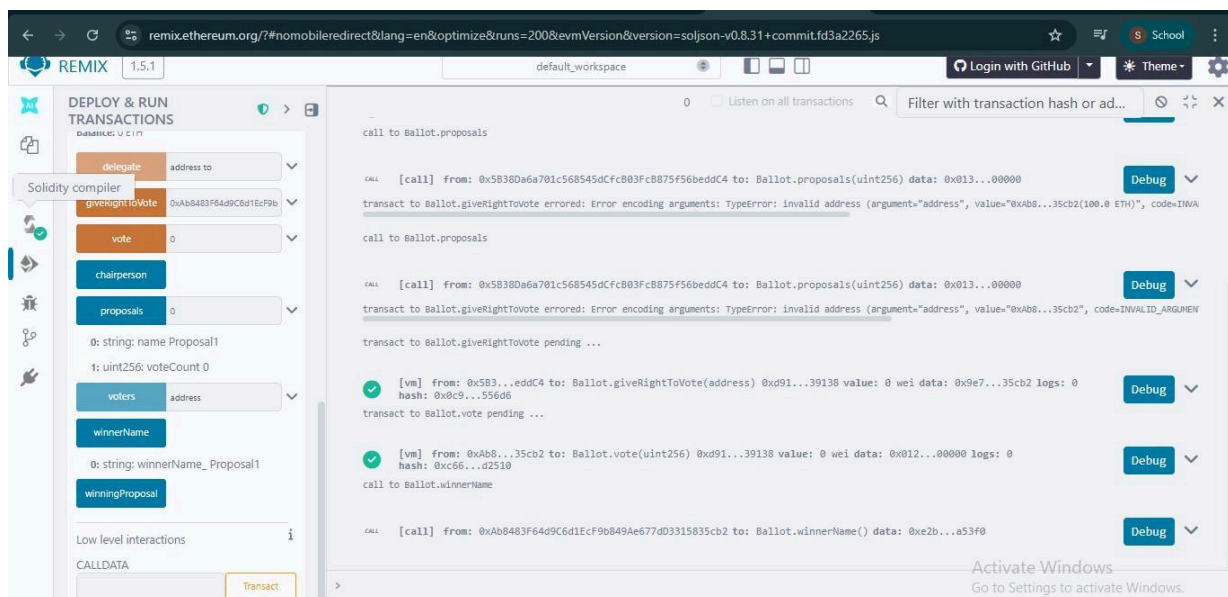 remix.ethereum.org/?#nomobileredirect&lang=en&optimize&runs=200&evmVersion&version=soljson-v0.8.31+commit.fd3a2265.js
S School
REMIX 1.5.1
default_workspace
Login with GitHub
Theme
DEPLOY & RUN
TRANSACTIONS
Balance: 0 ETH
delegate address to
Solidity compiler
giveRightToVote 0xAb8483F64d9C6d1EcF9b
vote 0
chairperson
proposals 0
0: string: name Proposal1
1: uint256: voteCount 0
voters address
winnerName
0: string: winnerName_ Proposal1
winningProposal
Low level interactions i
CALLDATA
Transact
0 Listen on all transactions Filter with transaction hash or ad...
call to Ballot.proposals
CALL [call] from: 0x5B38Da6a701c568545dCfcB03FcB875f56beddC4 to: Ballot.proposals(uint256) data: 0x013...00000 Debug
transact to Ballot.giveRightToVote errored: Error encoding arguments: TypeError: invalid address (argument="address", value="0xAb8...35cb2(100.0 ETH)", code=INVA
call to Ballot.proposals
CALL [call] from: 0x5B38Da6a701c568545dCfcB03FcB875f56beddC4 to: Ballot.proposals(uint256) data: 0x013...00000 Debug
transact to Ballot.giveRightToVote errored: Error encoding arguments: TypeError: invalid address (argument="address", value="0xAb8...35cb2", code=INVALID_ARGUMEN
transact to Ballot.giveRightToVote pending ...
[vm] from: 0x5B3...eddC4 to: Ballot.giveRightToVote(address) 0xd91...39138 value: 0 wei data: 0x9e7...35cb2 logs: 0
hash: 0x0c9...556d6 Debug
transact to Ballot.vote pending ...
[vm] from: 0xAb8...35cb2 to: Ballot.vote(uint256) 0xd91...39138 value: 0 wei data: 0x012...00000 logs: 0
hash: 0xc66...d2510 Debug
call to Ballot.winnerName
CALL [call] from: 0xAb8483F64d9C6d1EcF9b849Ae677dD3315835cb2 to: Ballot.winnerName() data: 0xe2b...a53f0 Debug
>
Activate Windows
Go to Settings to activate Windows.